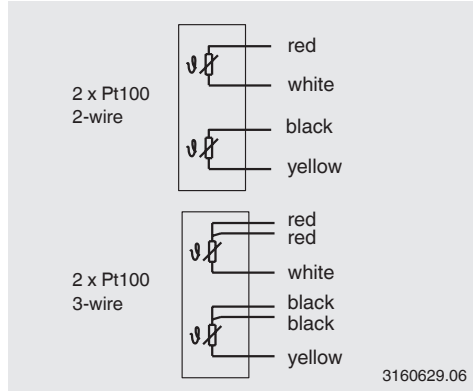 red
white
2 x Pt100
2-wire
black
yellow
red
red
white
2 x Pt100
3-wire
black
black
yellow
3160629.06